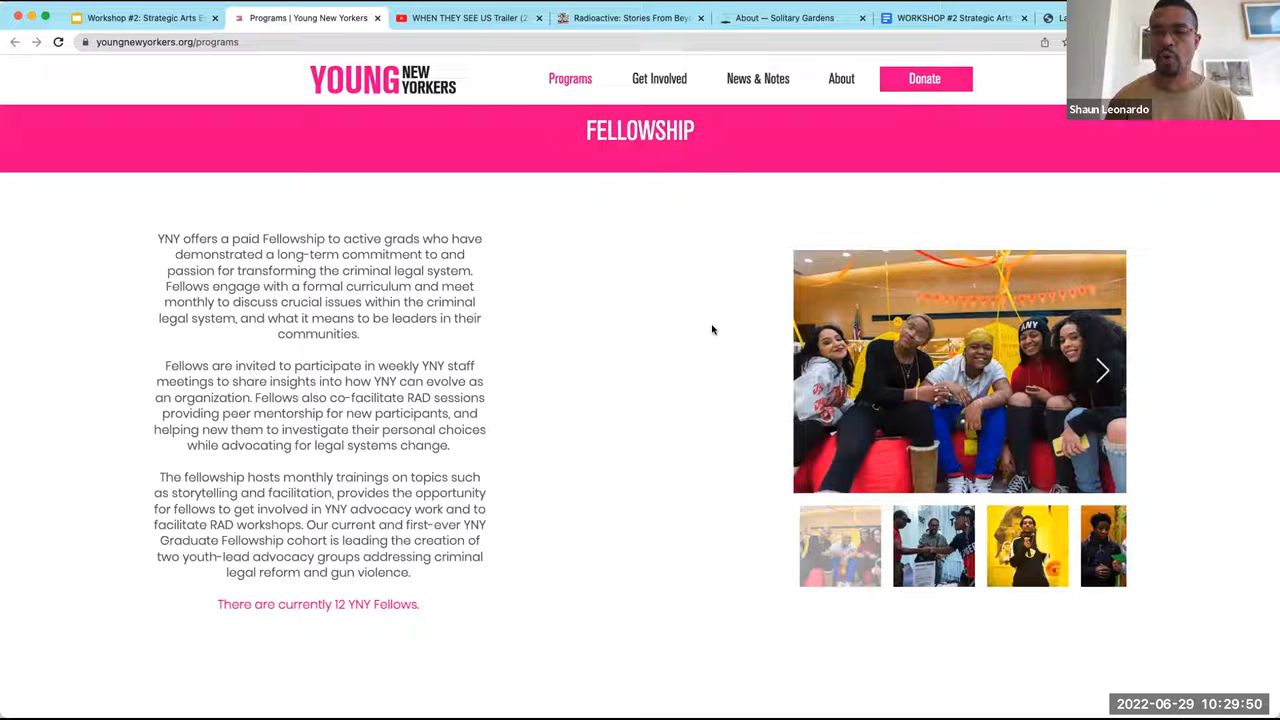 Workshop #2: Strategic Arts E
Programs | Young New Yorkers
WHEN THEY SEE US Trailer (2
Radioactive: Stories From Bey
About — Solitary Gardens
WORKSHOP #2 Strategic Arts
La
youngnewyorkers.org/programs
YOUNG NEW YORKERS
Programs
Get Involved
News & Notes
About
Donate
Shaun Leonardo
FELLOWSHIP
YNY offers a paid Fellowship to active grads who have
demonstrated a long-term commitment to and
passion for transforming the criminal legal system.
Fellows engage with a formal curriculum and meet
monthly to discuss crucial issues within the criminal
legal system, and what it means to be leaders in their
communities.
Fellows are invited to participate in weekly YNY staff
meetings to share insights into how YNY can evolve as
an organization. Fellows also co-facilitate RAD sessions
providing peer mentorship for new participants, and
helping new them to investigate their personal choices
while advocating for legal systems change.
The fellowship hosts monthly trainings on topics such
as storytelling and facilitation, provides the opportunity
for fellows to get involved in YNY advocacy work and to
facilitate RAD workshops. Our current and first-ever YNY
Graduate Fellowship cohort is leading the creation of
two youth-lead advocacy groups addressing criminal
legal reform and gun violence.
There are currently 12 YNY Fellows.
2022-06-29 10:29:50